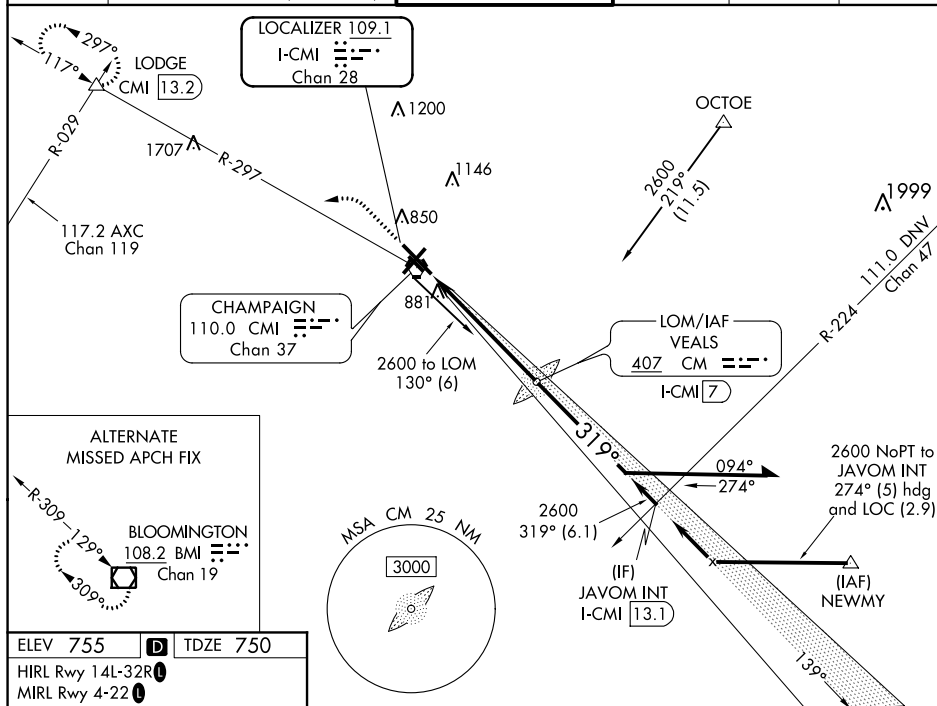 LOCALIZER 109.1
I-CMI
Chan 28
297°
117°
LODGE
CMI 13.2
R-029
1707
R-297
1200
1146
850
OCTOE
2600
219°
(11.5)
1999
111.0 DNV
Chan 47
R-224
117.2 AXC
Chan 119
CHAMPAIGN
110.0 CMI
Chan 37
881
2600 to LOM
130° (6)
LOM/IAF
VEALS
407 CM
I-CMI 7
319°
094°
274°
2600 NoPT to
JAVOM INT
274° (5) hdg
and LOC (2.9)
2600
319° (6.1)
(IF)
JAVOM INT
I-CMI 13.1
(IAF)
NEWMY
139°
ALTERNATE
MISSED APCH FIX
R-309
129°
BLOOMINGTON
108.2 BMI
Chan 19
309°
MSA CM 25 NM
3000
ELEV 755 D TDZE 750
HIRL Rwy 14L-32R L
MIRL Rwy 4-22 L